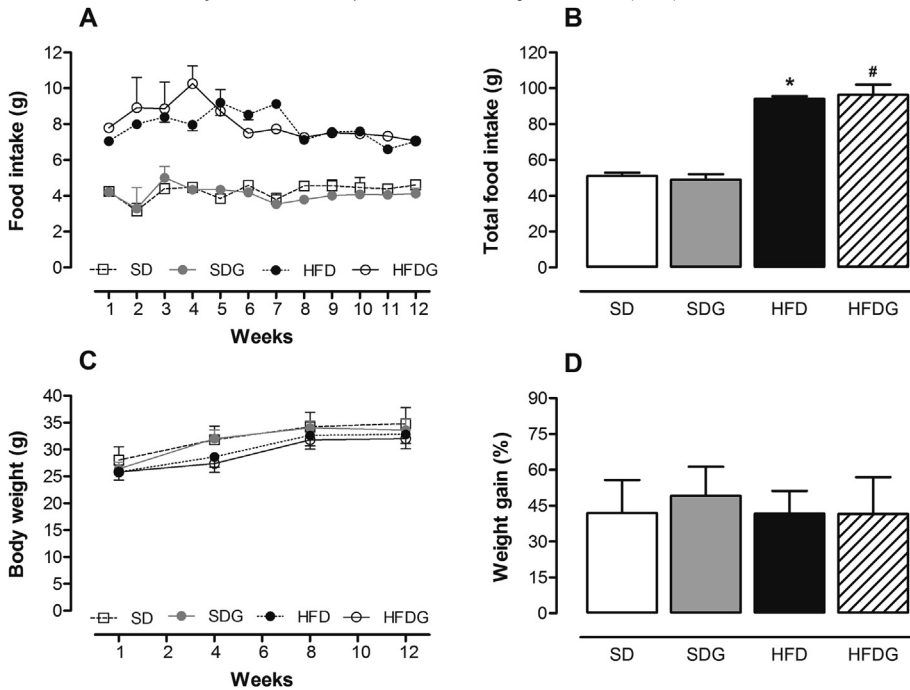 A
Food intake (g)
12
10
8
6
4
2
0
SD SDG HFD HFDG
1 2 3 4 5 6 7 8 9 10 11 12
Weeks
B
Total food intake (g)
120
100
80
60
40
20
0
* #
SD SDG HFD HFDG
C
Body weight (g)
40
35
30
25
20
15
10
5
0
SD SDG HFD HFDG
1 2 4 6 7 8 10 12
Weeks
D
Weight gain (%)
90
75
60
45
30
15
0
SD SDG HFD HFDG